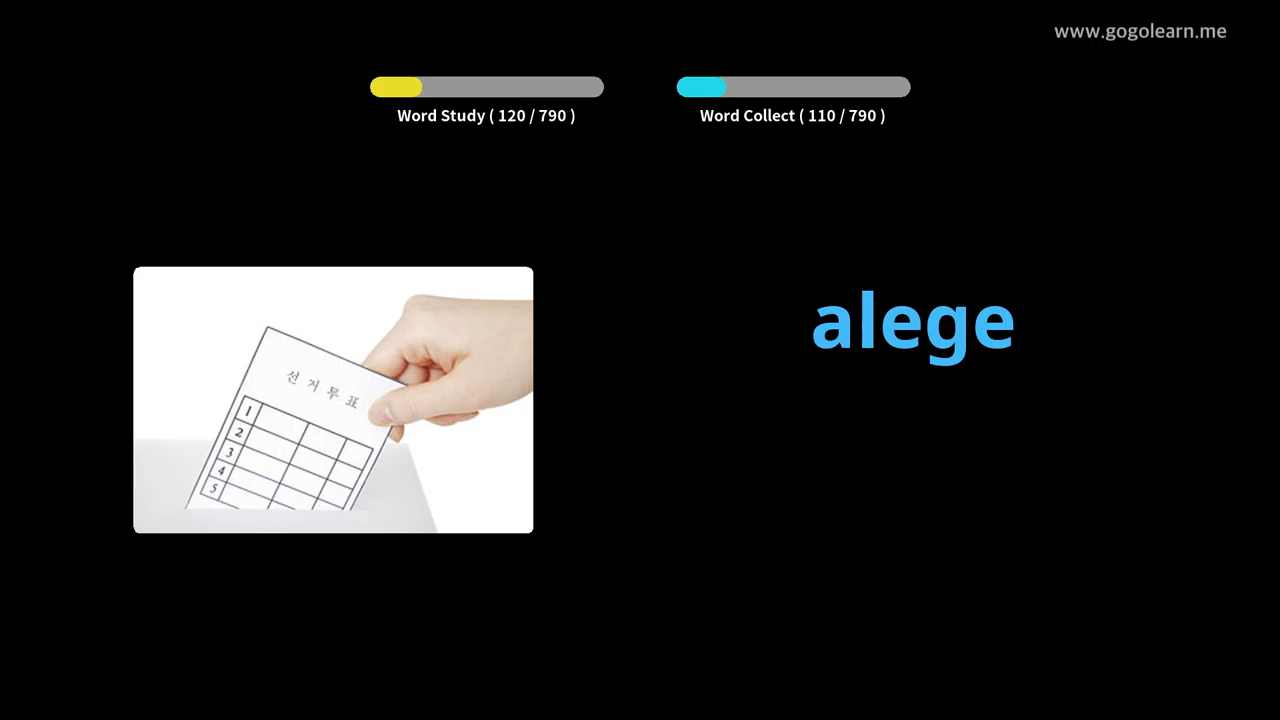 www.gogolearn.me
Word Study ( 120 / 790 )
Word Collect ( 110 / 790 )
선거투표
1
2
3
4
5
alege